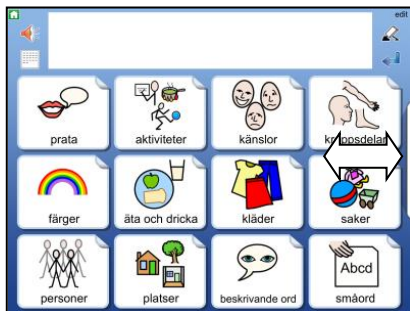 edit
prata aktiviteter känslor kroppsdelar
färger äta och dricka kläder saker
Abcd
personer platser beskrivande ord småord